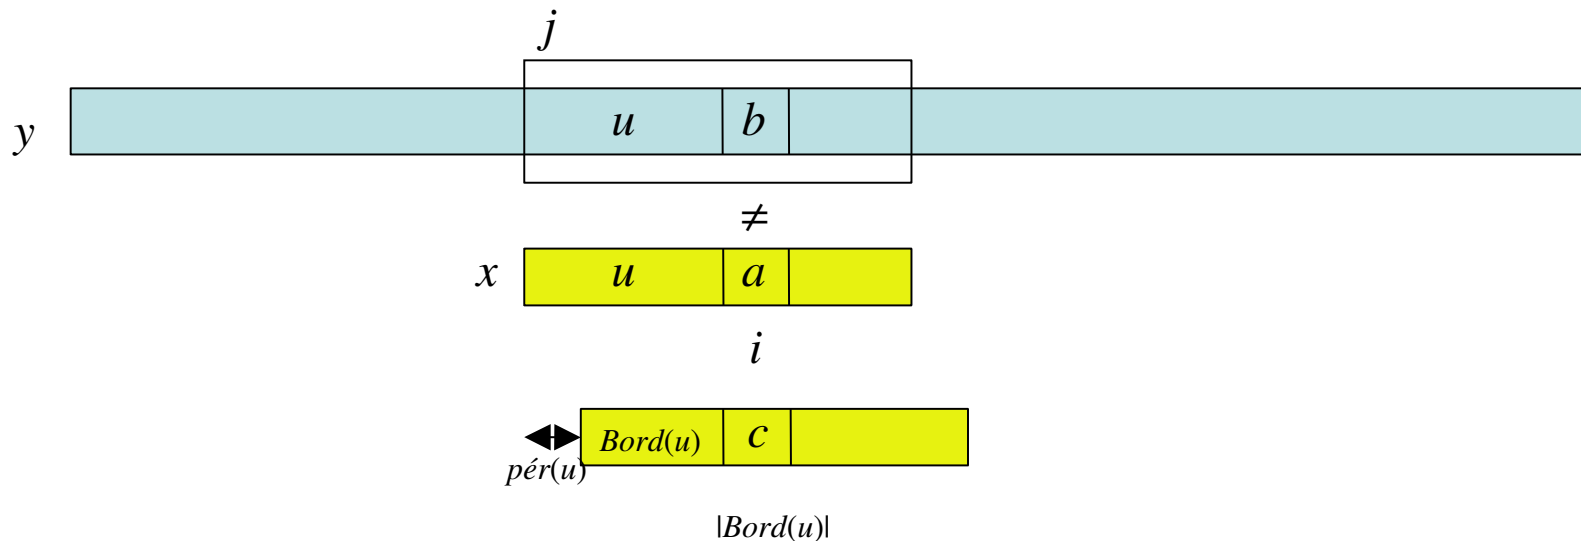 j
y u b
≠
x u a
i
Bord(u) c
pér(u)
|Bord(u)|